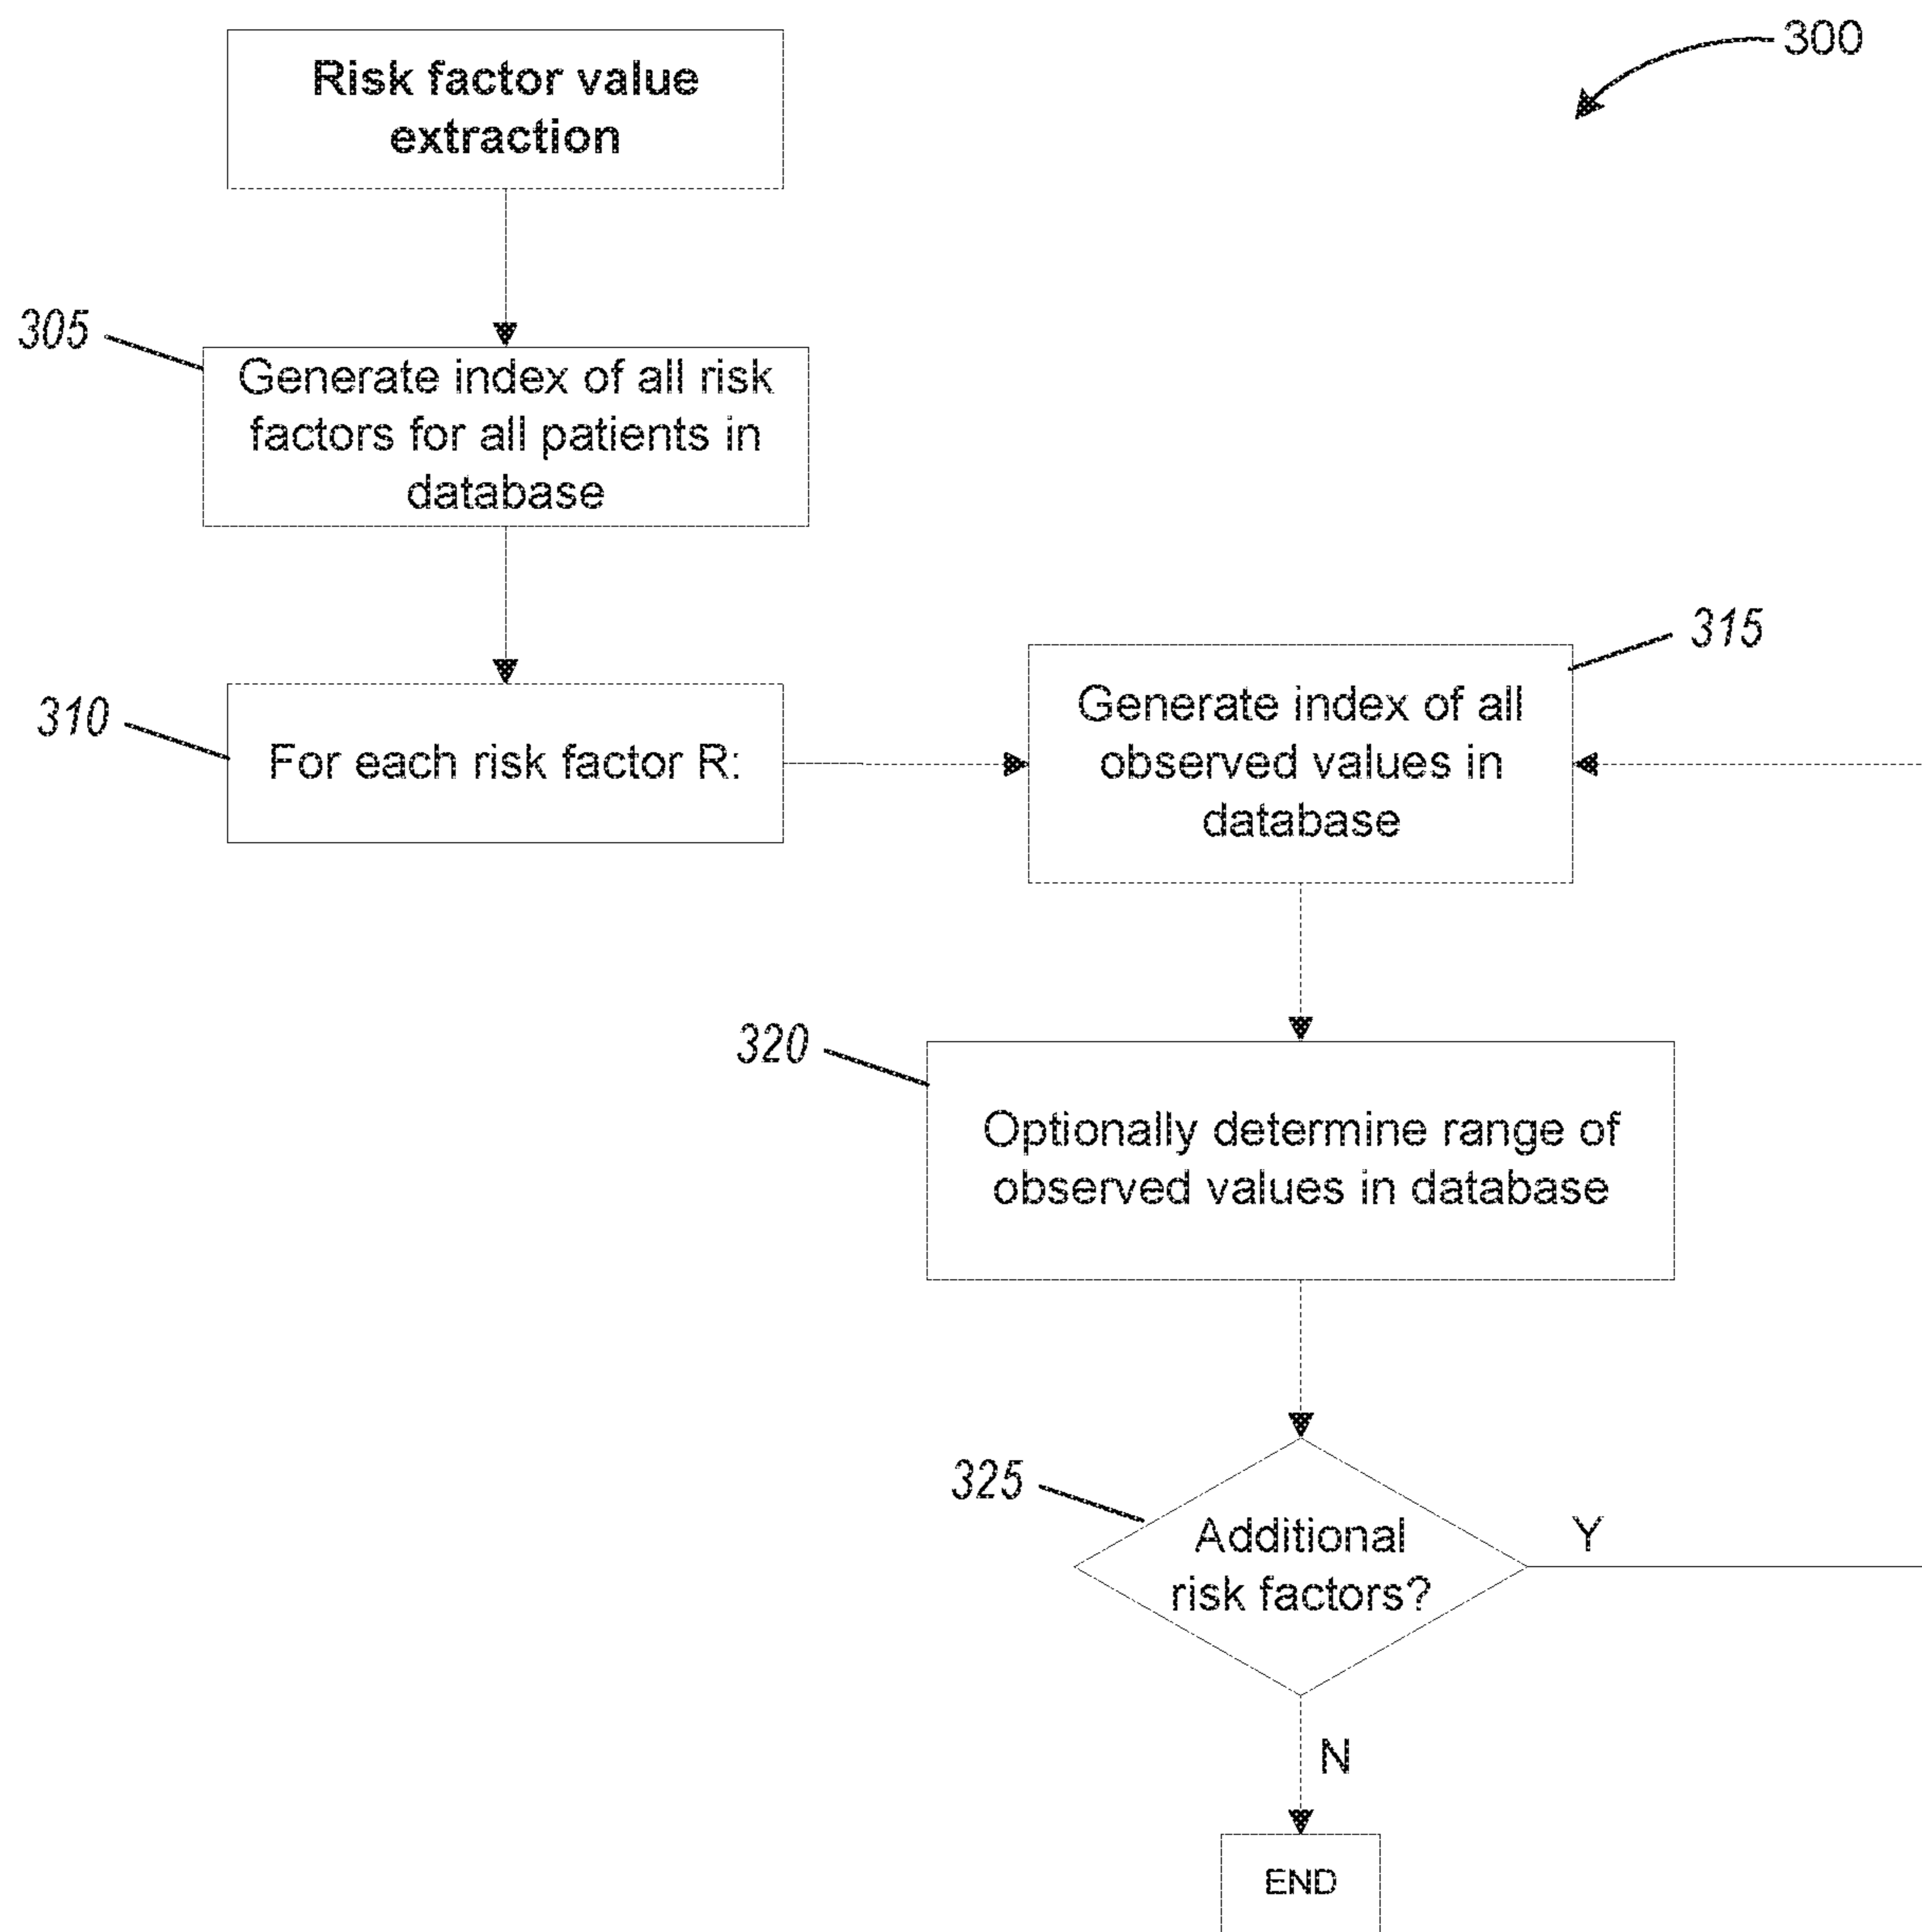 300
Risk factor value
extraction
305
Generate index of all risk
factors for all patients in
database
310
For each risk factor R:
315
Generate index of all
observed values in
database
320
Optionally determine range of
observed values in database
325
Additional
risk factors?
Y
N
END